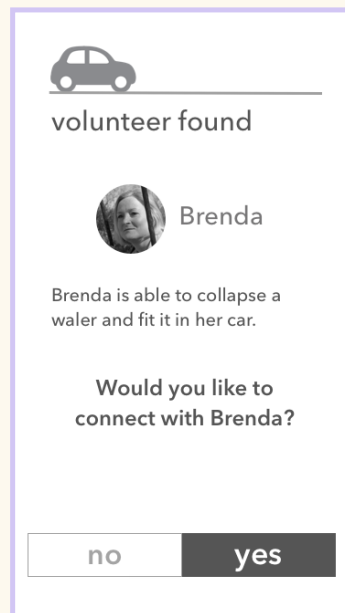 volunteer found
Brenda
Brenda is able to collapse a
waler and fit it in her car.
Would you like to
connect with Brenda?
no
yes